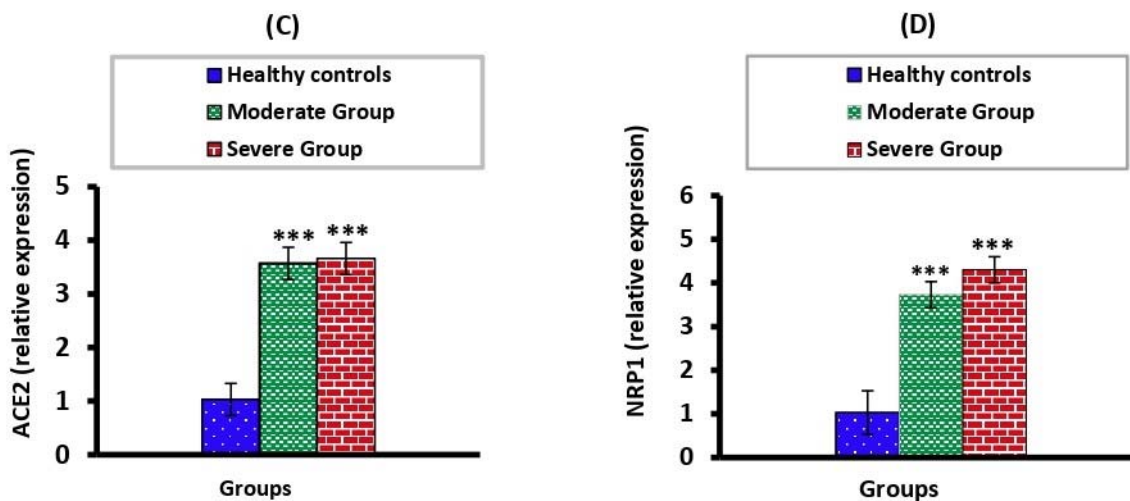 (C)
Healthy controls
Moderate Group
Severe Group
ACE2 (relative expression)
5
4
3
2
1
0
*** ***
Groups
(D)
Healthy controls
Moderate Group
Severe Group
NRP1 (relative expression)
6
5
4
3
2
1
0
***
***
Groups